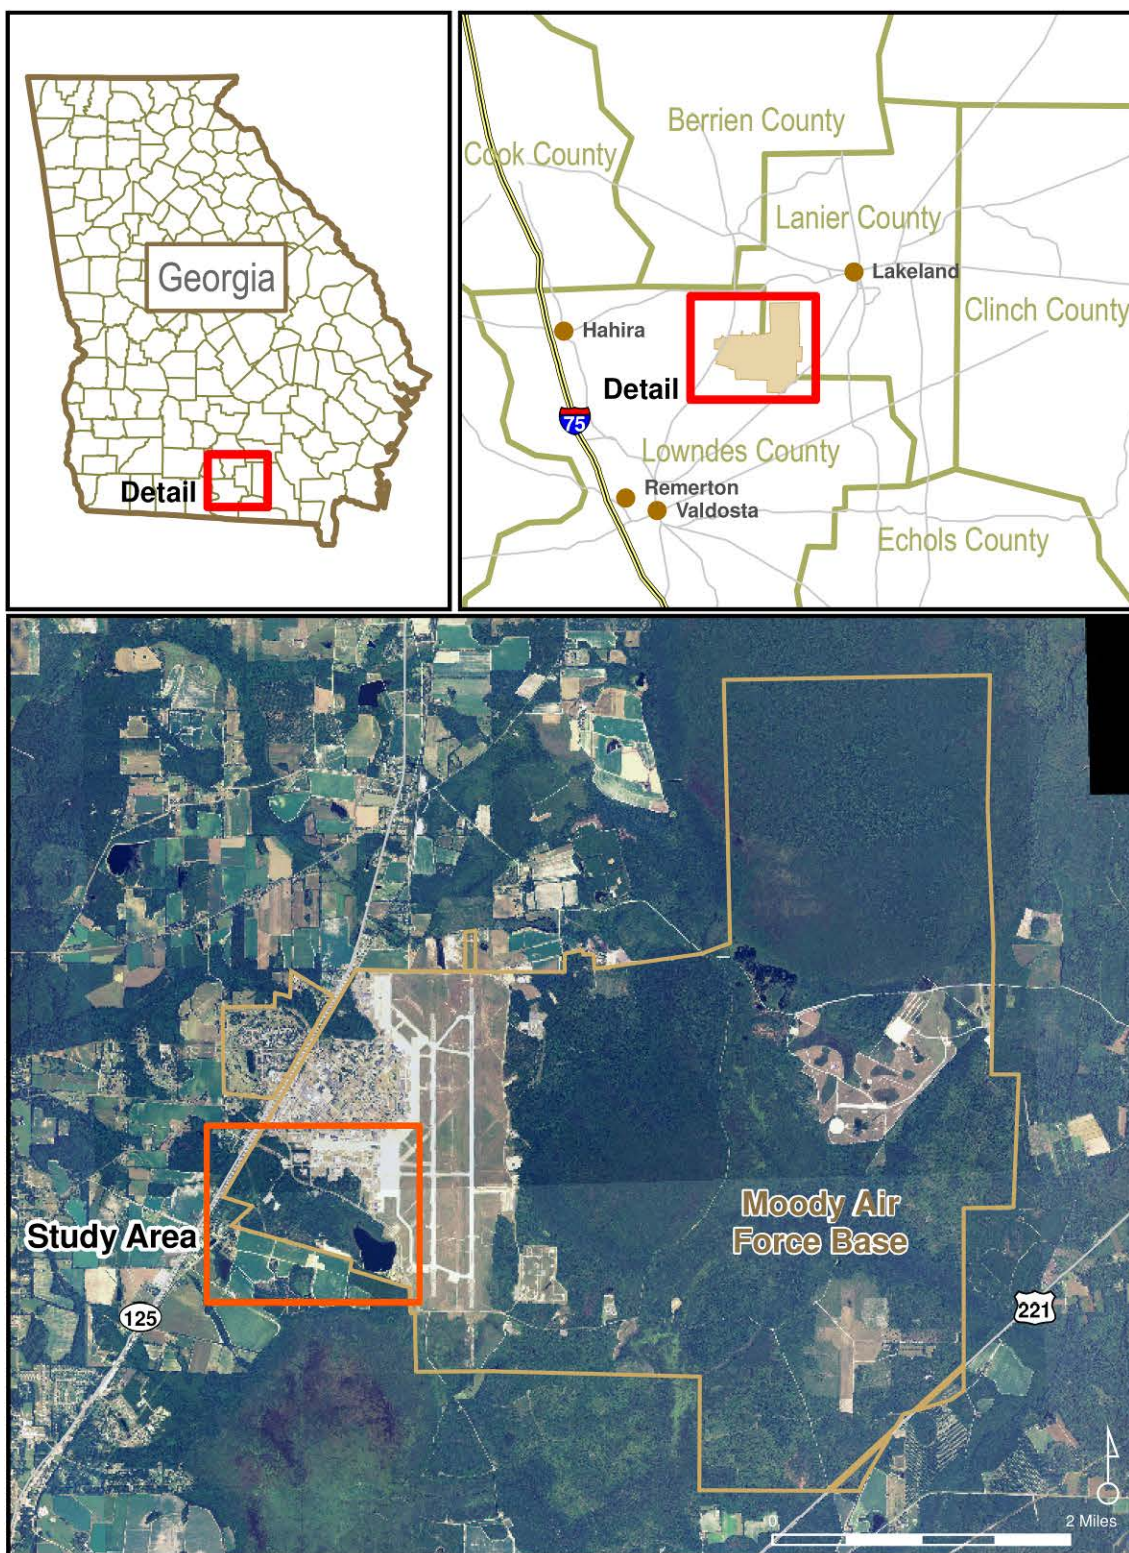 Georgia
Detail
Berrien County
Cook County
Lanier County
Lakeland
Clinch County
Hahira
Detail
75
Lowndes County
Remerton
Valdosta
Echols County
Study Area
Moody Air
Force Base
125
221
0
2 Miles